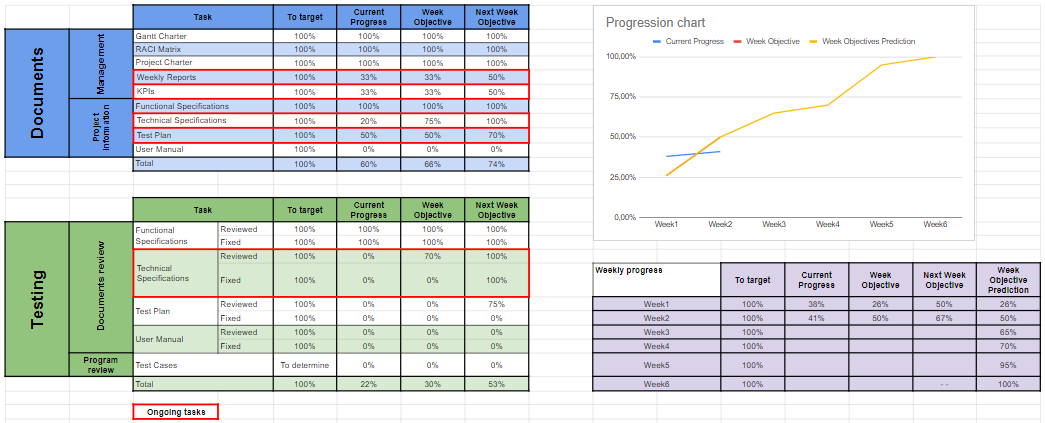 Task To target Current Progress Week Objective Next Week Objective
Documents
Management
Gantt Charter 100% 100% 100% 100%
RACI Matrix 100% 100% 100% 100%
Project Charter 100% 100% 100% 100%
Weekly Reports 100% 33% 33% 50%
KPIs 100% 33% 33% 50%
Project Information
Functional Specifications 100% 100% 100% 100%
Technical Specifications 100% 20% 75% 100%
Test Plan 100% 50% 50% 70%
User Manual 100% 0% 0% 0%
Total 100% 60% 66% 74%
Progression chart
Current Progress Week Objective Week Objectives Prediction
100,00%
75,00%
50,00%
25,00%
0,00%
Week1 Week2 Week3 Week4 Week5 Week6
Task To target Current Progress Week Objective Next Week Objective
Testing
Documents review
Functional Specifications Reviewed 100% 100% 100% 100%
Fixed 100% 100% 100% 100%
Technical Specifications Reviewed 100% 0% 70% 100%
Fixed 100% 0% 0% 100%
Test Plan Reviewed 100% 0% 0% 75%
Fixed 100% 0% 0% 0%
User Manual Reviewed 100% 0% 0% 0%
Fixed 100% 0% 0% 0%
Program review
Test Cases To determine 0% 0% 0%
Total 100% 22% 30% 53%
Ongoing tasks
Weekly progress To target Current Progress Week Objective Next Week Objective Week Objective Prediction
Week1 100% 38% 26% 50% 26%
Week2 100% 41% 50% 67% 50%
Week3 100% 65%
Week4 100% 70%
Week5 100% 95%
Week6 100% - - 100%